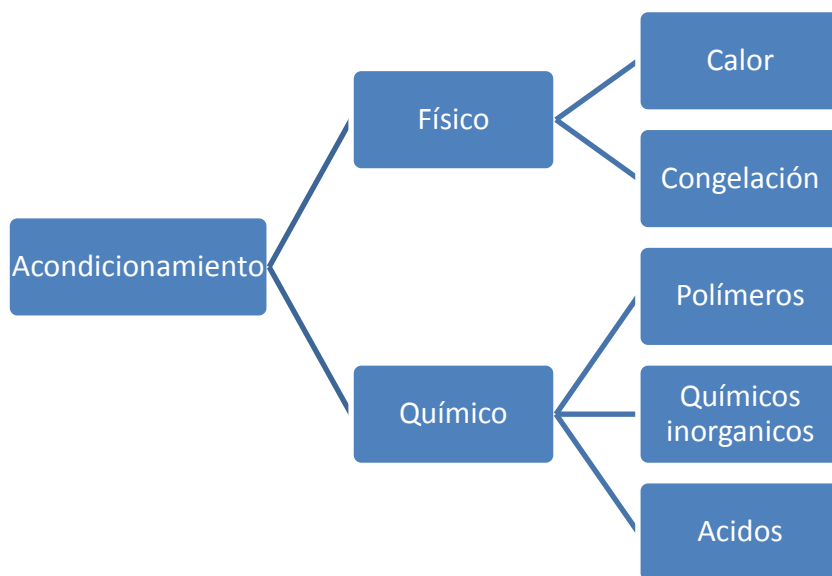 Acondicionamiento
Físico
Calor
Congelación
Químico
Polímeros
Químicos
inorganicos
Acidos